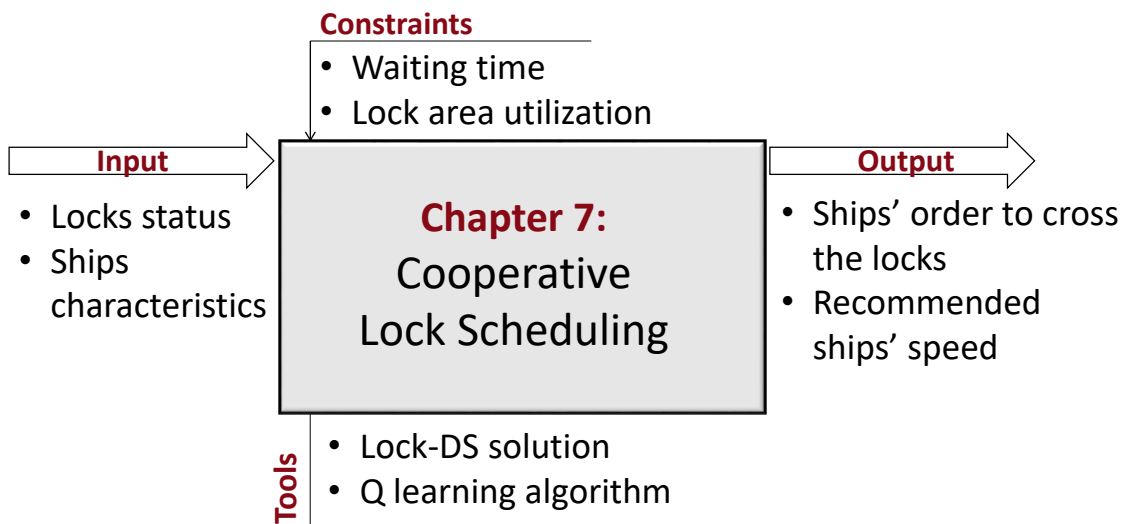 Constraints
• Waiting time
• Lock area utilization
Input
• Locks status
• Ships
characteristics
Chapter 7:
Cooperative
Lock Scheduling
Output
• Ships’ order to cross
the locks
• Recommended
ships’ speed
Tools
• Lock-DS solution
• Q learning algorithm